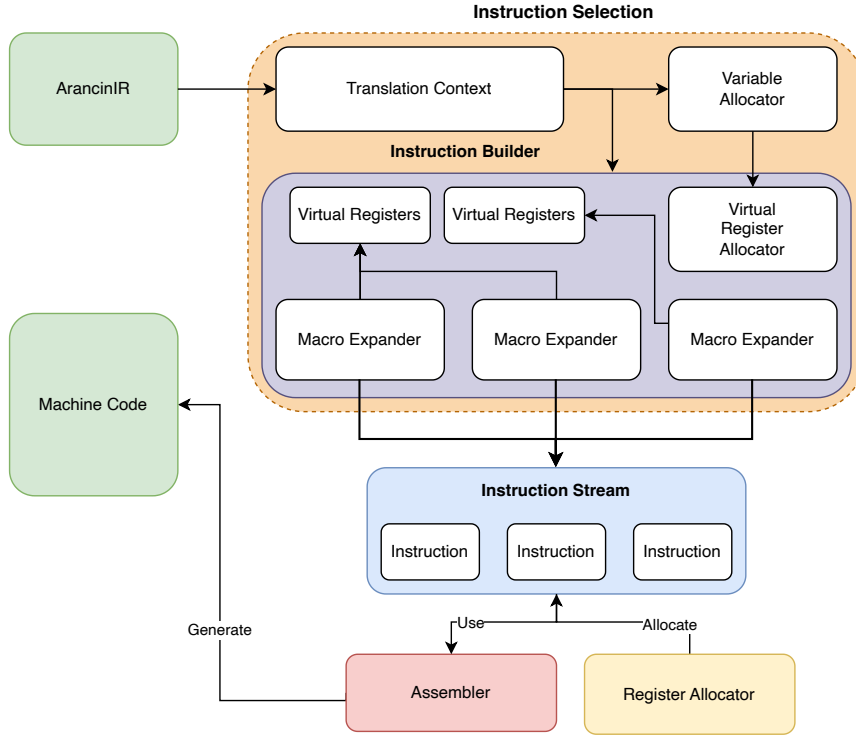 Instruction Selection
ArancinIR
Translation Context
Variable
Allocator
Instruction Builder
Virtual Registers
Virtual Registers
Virtual
Register
Allocator
Macro Expander
Macro Expander
Macro Expander
Machine Code
Instruction Stream
Instruction
Instruction
Instruction
Use
Allocate
Generate
Assembler
Register Allocator